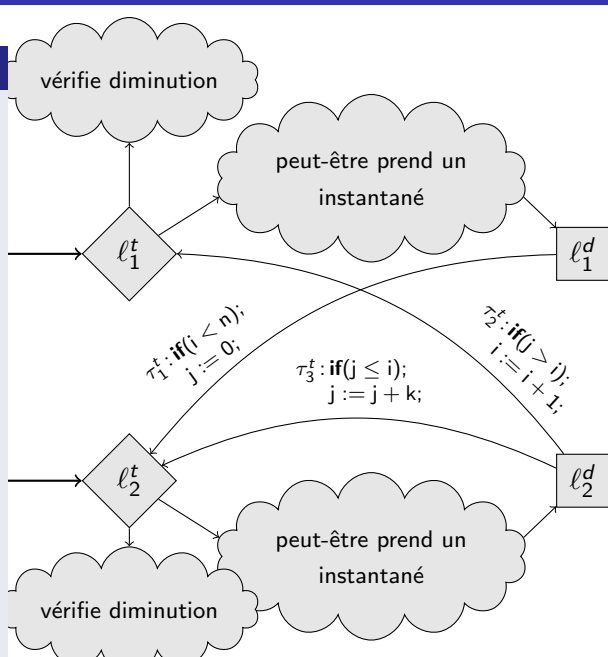 vérifie diminution
peut-être prend un
instantané
ℓ₁ᵗ
ℓ₁ᵈ
τ₁ᵗ: if(i < n);
j := 0;
τ₃ᵗ: if(j ≤ i);
j := j + k;
τ₂ᵗ: if(j > i);
i := i + 1;
ℓ₂ᵗ
ℓ₂ᵈ
peut-être prend un
instantané
vérifie diminution